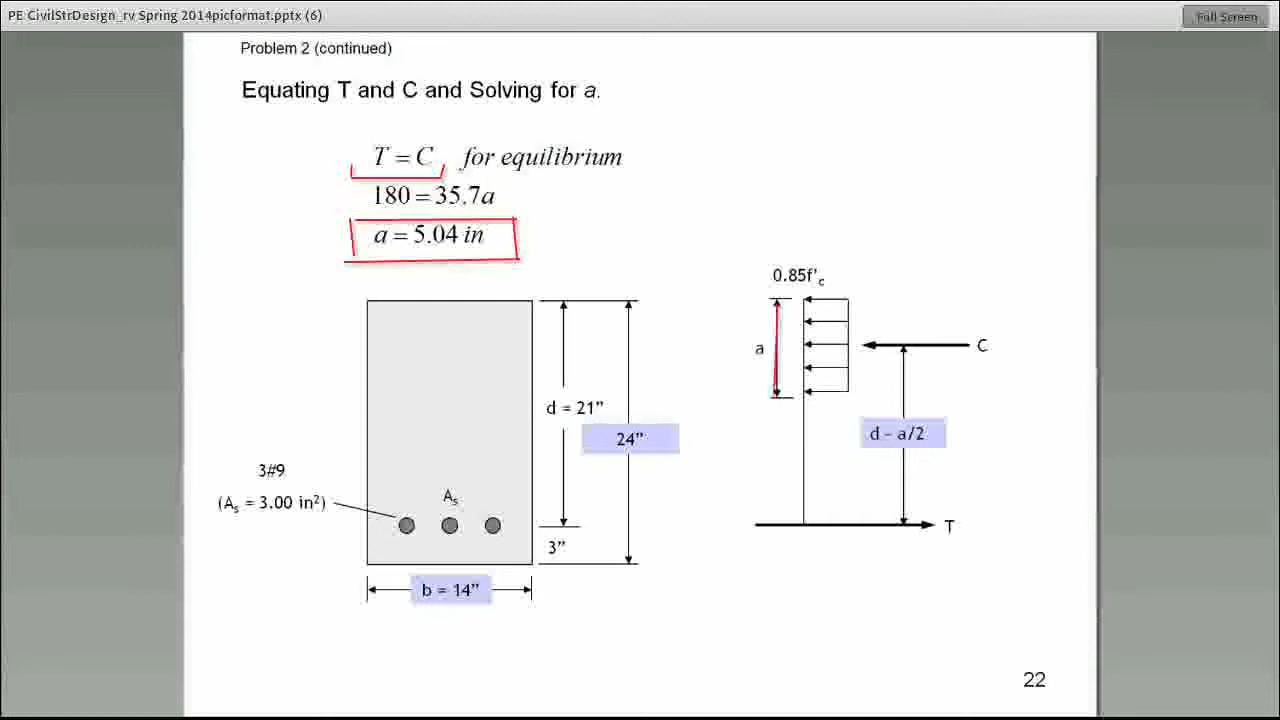 PE CivilStrDesign_rv Spring 2014picformat.pptx (6)
Full Screen
Problem 2 (continued)
Equating T and C and Solving for a.
T = C for equilibrium
180 = 35.7a
a = 5.04 in
0.85f'c
a
C
d = 21”
24”
d – a/2
3#9
(As = 3.00 in²)
As
T
3”
b = 14”
22